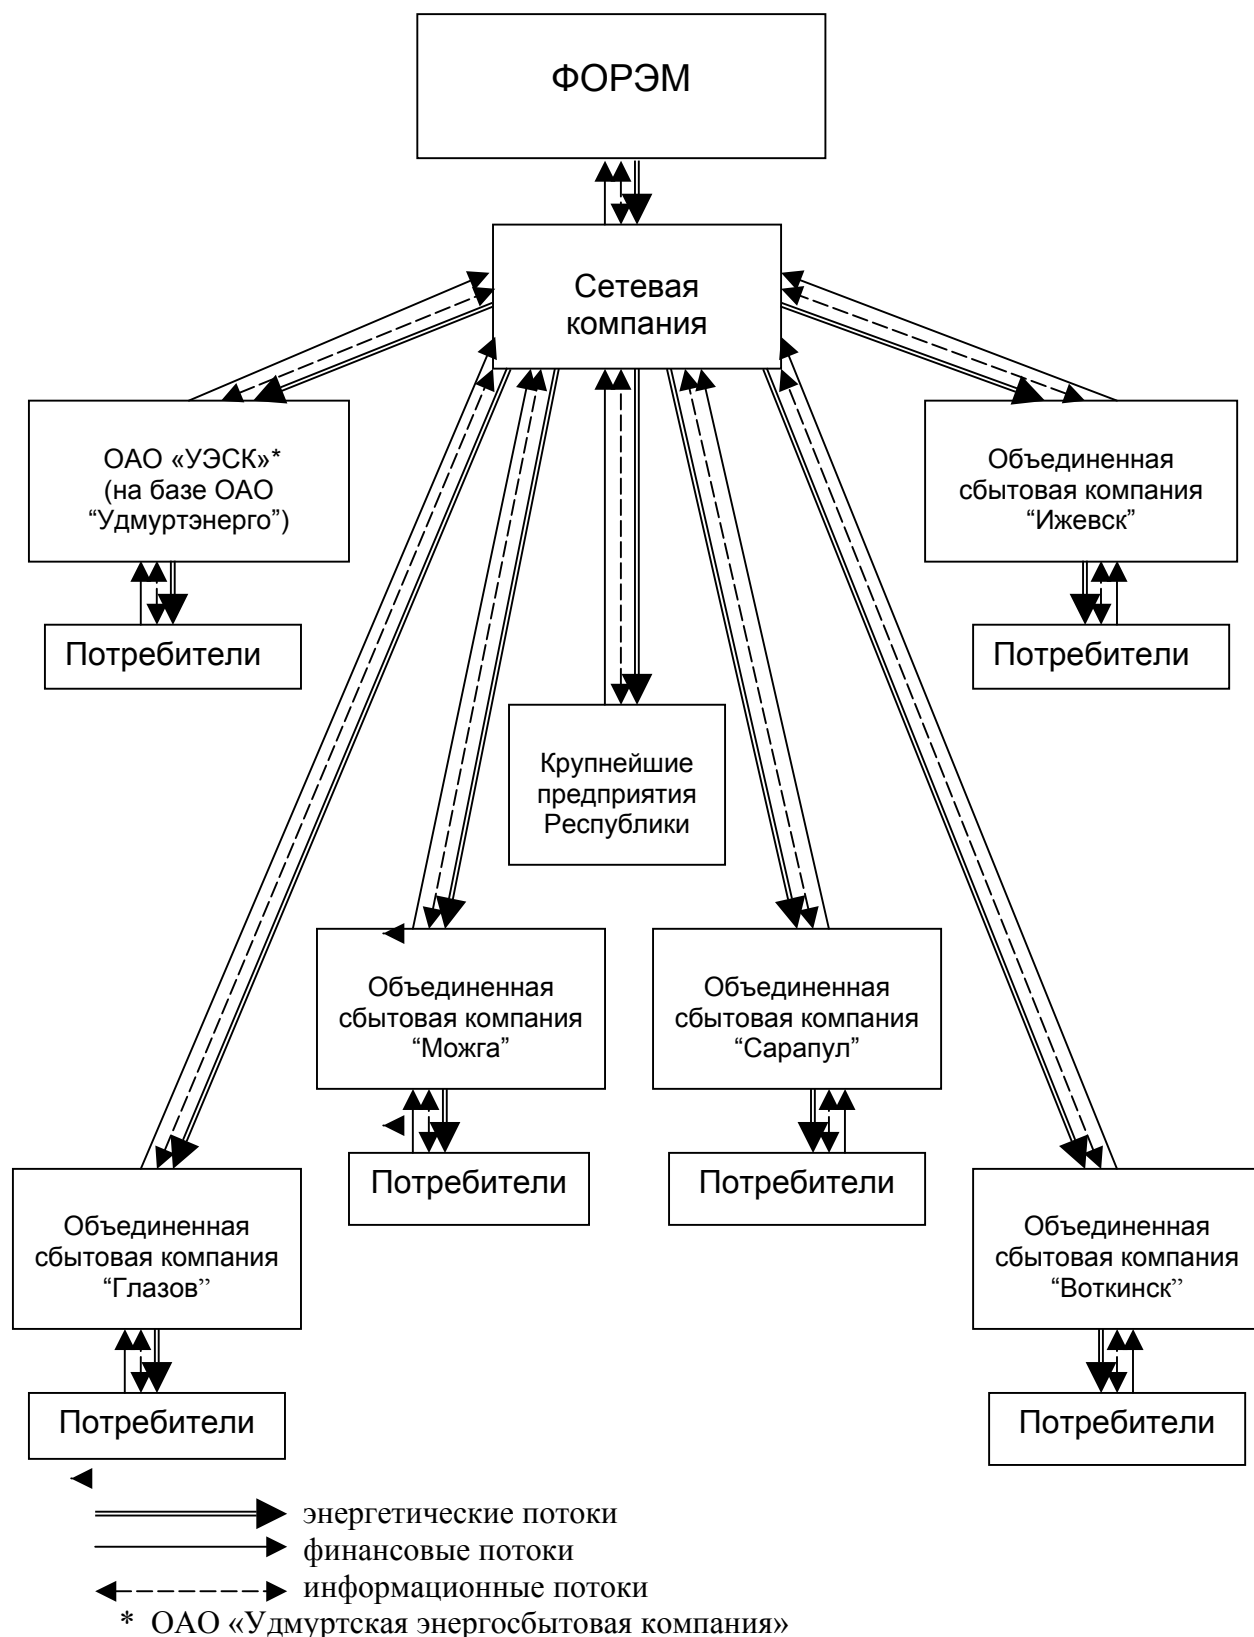 ФОРЭМ
Сетевая
компания
ОАО «УЭСК»*
(на базе ОАО
“Удмуртэнерго”)
Объединенная
сбытовая компания
“Ижевск”
Потребители
Потребители
Крупнейшие
предприятия
Республики
Объединенная
сбытовая компания
“Можга”
Объединенная
сбытовая компания
“Сарапул”
Потребители
Потребители
Объединенная
сбытовая компания
“Глазов”
Объединенная
сбытовая компания
“Воткинск”
Потребители
Потребители
энергетические потоки
финансовые потоки
информационные потоки
* ОАО «Удмуртская энергосбытовая компания»